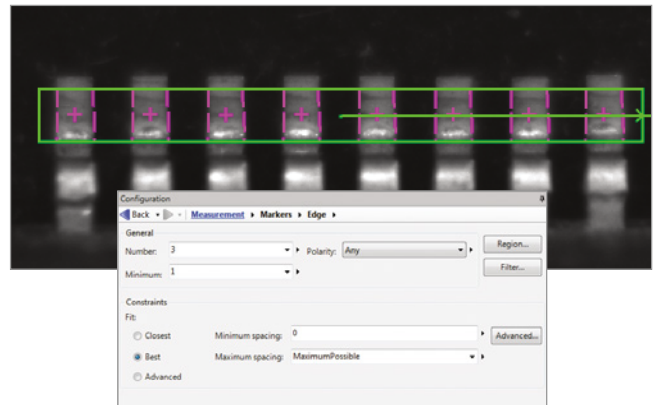 Configuration
Back Measurement Markers Edge
General
Number: 3 Polarity: Any Region...
Minimum: 1 Filter...
Constraints
Fit:
Closest Minimum spacing: 0 Advanced...
Best Maximum spacing: MaximumPossible
Advanced